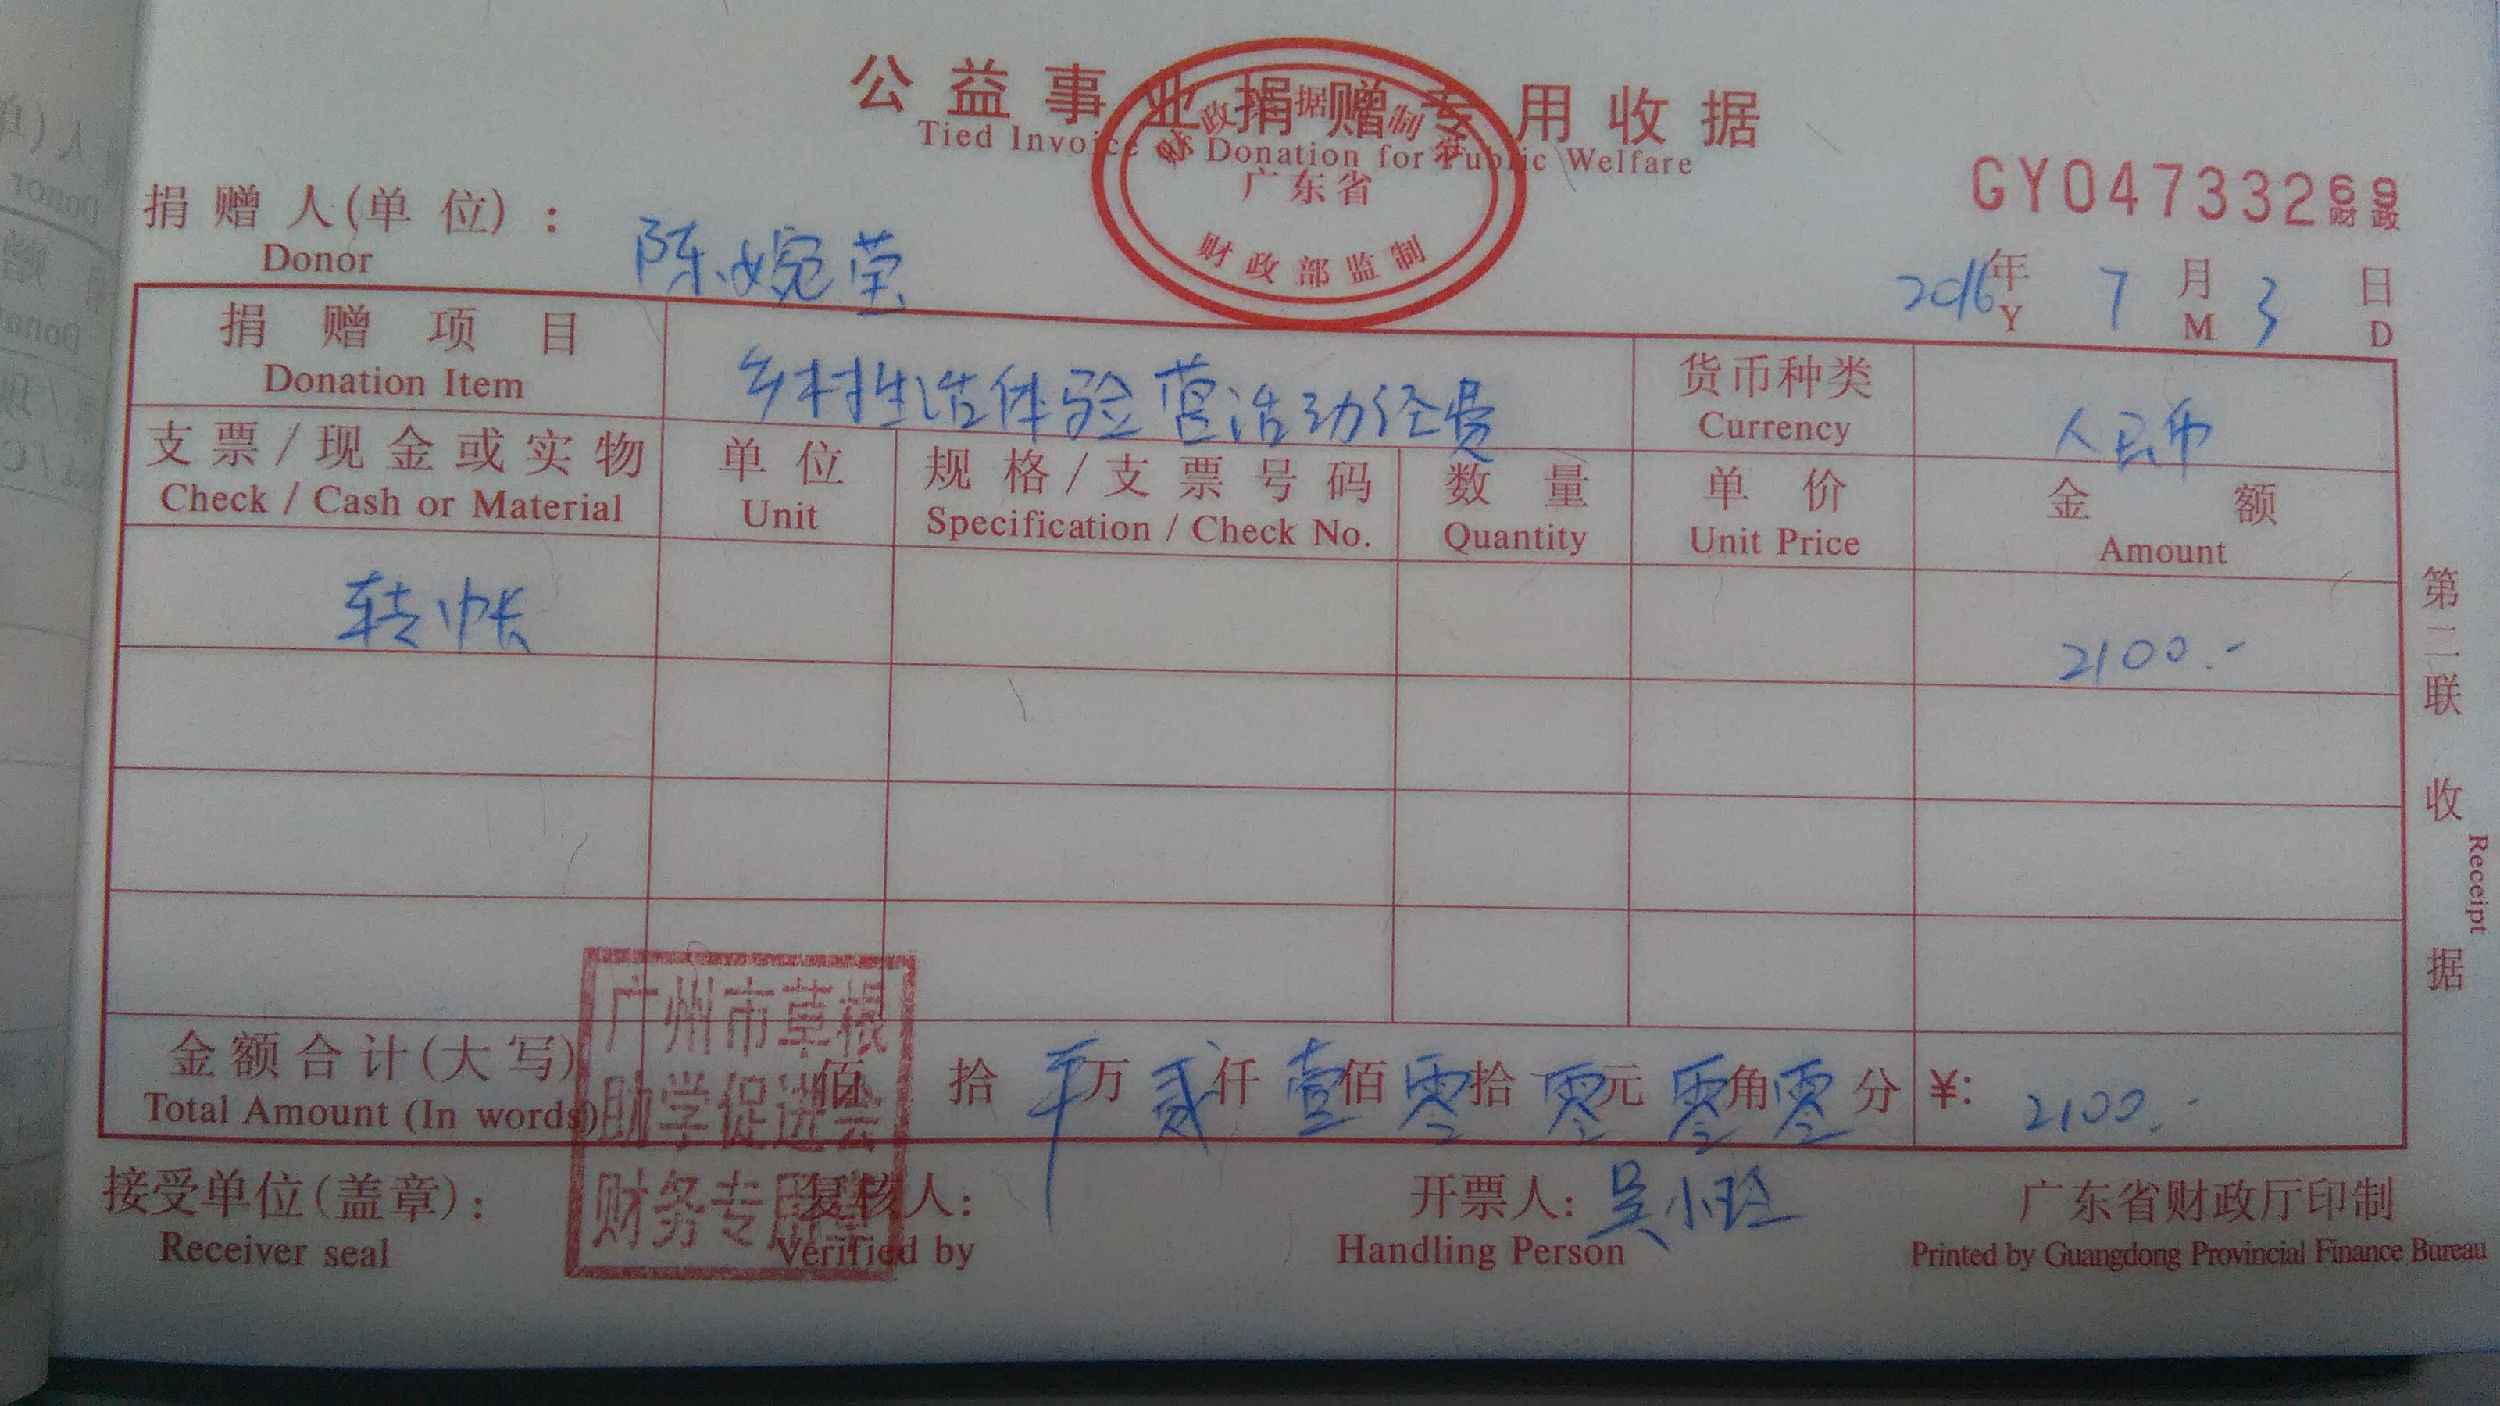 公益事业捐赠专用收据
Tied Invoice Donation for Public Welfare
财政票据监制章
广东省
财政部监制
GY04733269
财政
捐赠人(单位)：陈婉莹
Donor
2016年 7月 3日
Y M D
捐赠项目 乡村生活体验营活动经费 货币种类 人民币
Donation Item Currency
支票/现金或实物 单位 规格/支票号码 数量 单价 金额
Check / Cash or Material Unit Specification / Check No. Quantity Unit Price Amount
转帐 2100.-
金额合计(大写) 佰 拾 万 贰仟 壹佰 零拾 零元 零角 零分 ¥: 2100.-
Total Amount (In words)
广州市草根
助学促进会
财务专用章
接受单位(盖章)： 复核人： 开票人：吴小玲 广东省财政厅印制
Receiver seal Verified by Handling Person Printed by Guangdong Provincial Finance Bureau
第二联 收据
Receipt